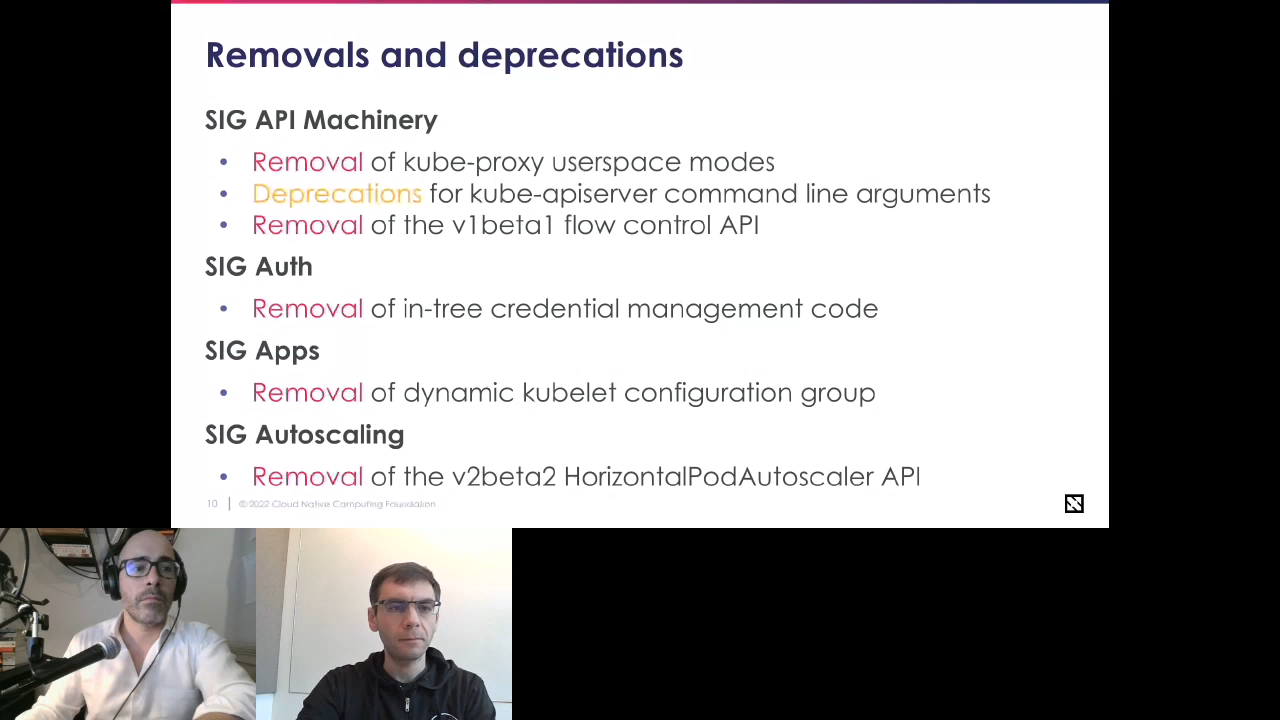 Removals and deprecations
SIG API Machinery
• Removal of kube-proxy userspace modes
• Deprecations for kube-apiserver command line arguments
• Removal of the v1beta1 flow control API
SIG Auth
• Removal of in-tree credential management code
SIG Apps
• Removal of dynamic kubelet configuration group
SIG Autoscaling
• Removal of the v2beta2 HorizontalPodAutoscaler API
10 | © 2022 Cloud Native Computing Foundation